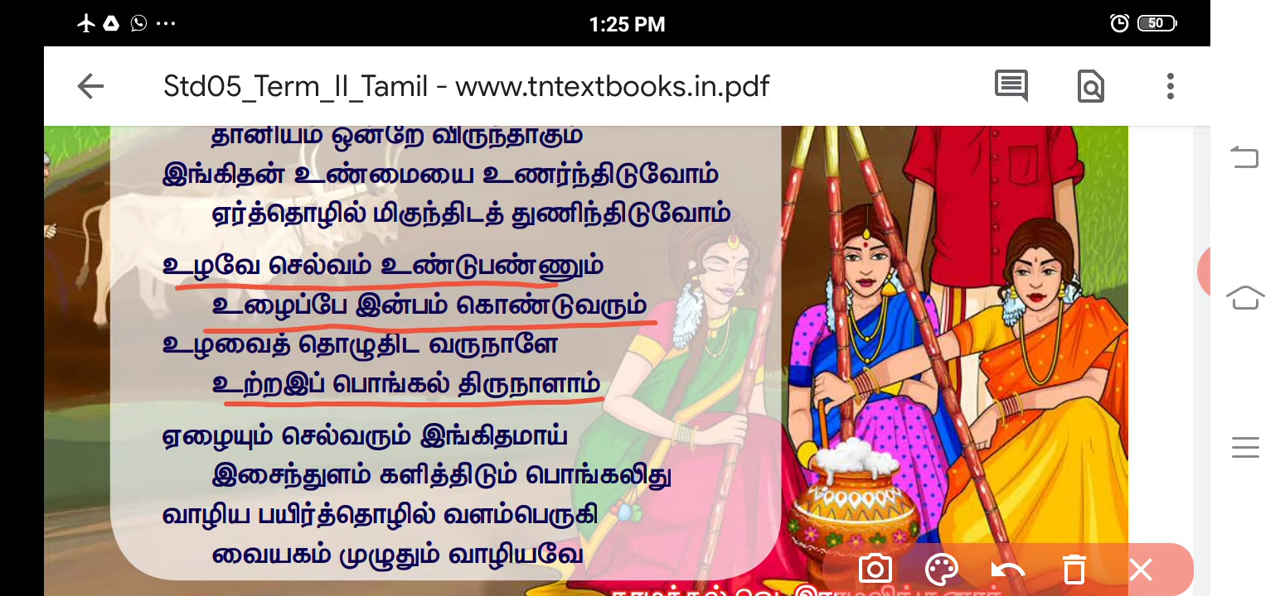 1:25 PM
50
Std05_Term_II_Tamil - www.tntextbooks.in.pdf
தானியம் ஒன்றே விருந்தாகும்
இங்கிதன் உண்மையை உணர்ந்திடுவோம்
ஏர்த்தொழில் மிகுந்திடத் துணிந்திடுவோம்
உழவே செல்வம் உண்டுபண்ணும்
உழைப்பே இன்பம் கொண்டுவரும்
உழவைத் தொழுதிட வருநாளே
உற்றஇப் பொங்கல் திருநாளாம்
ஏழையும் செல்வரும் இங்கிதமாய்
இசைந்துளம் களித்திடும் பொங்கலிது
வாழிய பயிர்த்தொழில் வளம்பெருகி
வையகம் முழுதும் வாழியவே